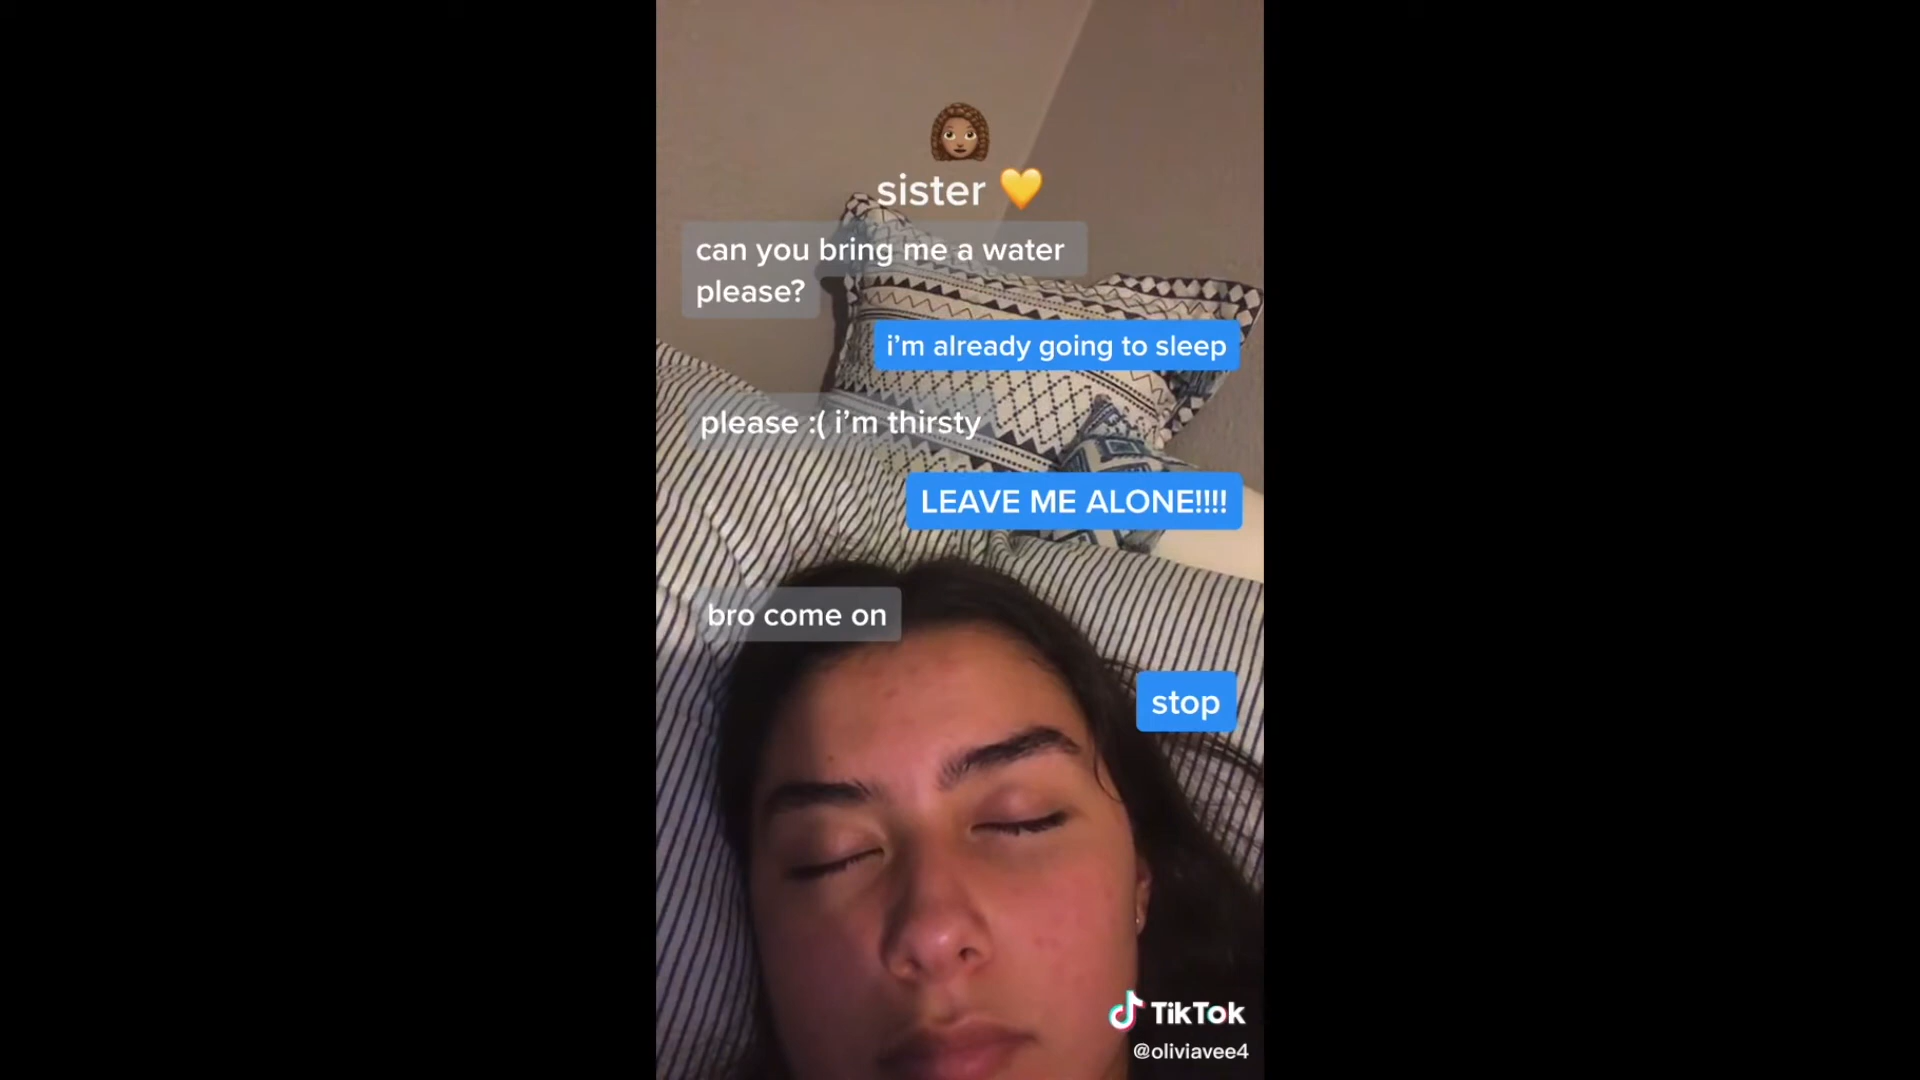 sister 💛
can you bring me a water
please?
i’m already going to sleep
please :( i’m thirsty
LEAVE ME ALONE!!!!
bro come on
stop
TikTok
@oliviavee4